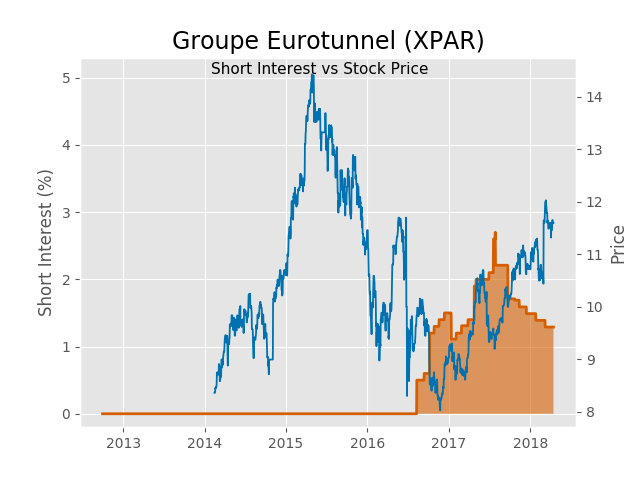 Groupe Eurotunnel (XPAR)
Short Interest vs Stock Price
Short Interest (%)
5
4
3
2
1
0
14
13
12
11
10
9
8
Price
2013 2014 2015 2016 2017 2018